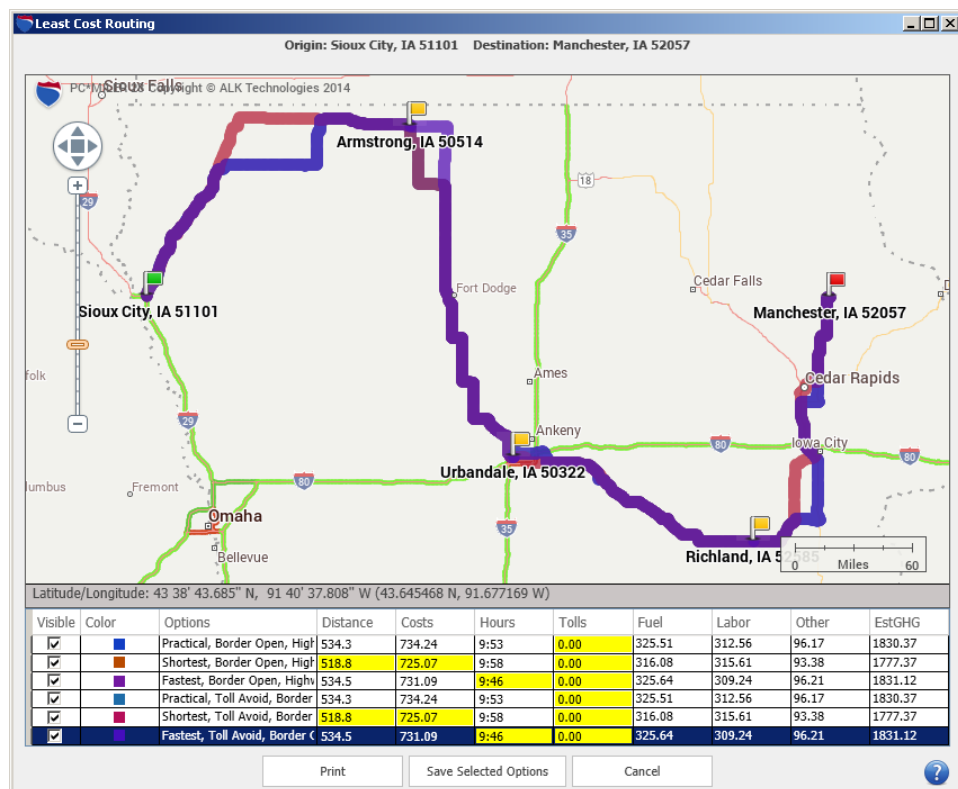 Least Cost Routing
Origin: Sioux City, IA 51101 Destination: Manchester, IA 52057
Sioux Falls
PC*MILER 28 Copyright © ALK Technologies 2014
Armstrong, IA 50514
18
29
35
Fort Dodge
Cedar Falls
Sioux City, IA 51101
Manchester, IA 52057
folk
Ames
Cedar Rapids
29
Ankeny
80
Iowa City
80
Urbandale, IA 50322
lumbus
Fremont
80
Omaha
35
Bellevue
Richland, IA 52585
0 Miles 60
Latitude/Longitude: 43 38' 43.685" N, 91 40' 37.808" W (43.645468 N, 91.677169 W)
Visible Color Options Distance Costs Hours Tolls Fuel Labor Other EstGHG
Practical, Border Open, High 534.3 734.24 9:53 0.00 325.51 312.56 96.17 1830.37
Shortest, Border Open, High 518.8 725.07 9:58 0.00 316.08 315.61 93.38 1777.37
Fastest, Border Open, Highw 534.5 731.09 9:46 0.00 325.64 309.24 96.21 1831.12
Practical, Toll Avoid, Border 534.3 734.24 9:53 0.00 325.51 312.56 96.17 1830.37
Shortest, Toll Avoid, Border 518.8 725.07 9:58 0.00 316.08 315.61 93.38 1777.37
Fastest, Toll Avoid, Border 534.5 731.09 9:46 0.00 325.64 309.24 96.21 1831.12
Print Save Selected Options Cancel ?